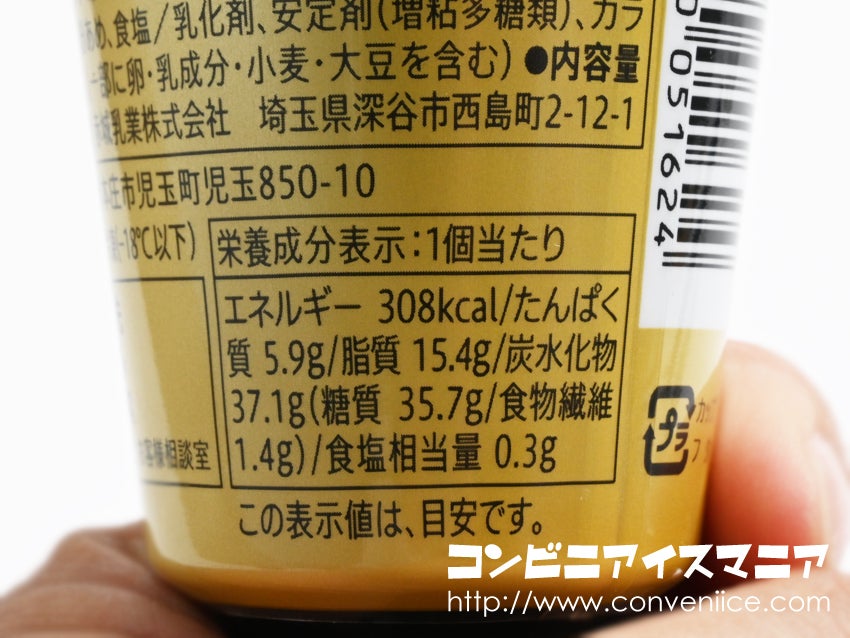 あめ、食塩/乳化剤、安定剤(増粘多糖類)、カラ
一部に卵・乳成分・小麦・大豆を含む) ●内容量
城乳業株式会社 埼玉県深谷市西島町2-12-1
庄市児玉町児玉850-10
-18℃以下)
栄養成分表示:1個当たり
エネルギー 308kcal/たんぱく
質 5.9g/脂質 15.4g/炭水化物
37.1g(糖質 35.7g/食物繊維
1.4g)/食塩相当量 0.3g
客様相談室
この表示値は、目安です。
051624
プラ
コンビニアイスマニア
http://www.conveniice.com/